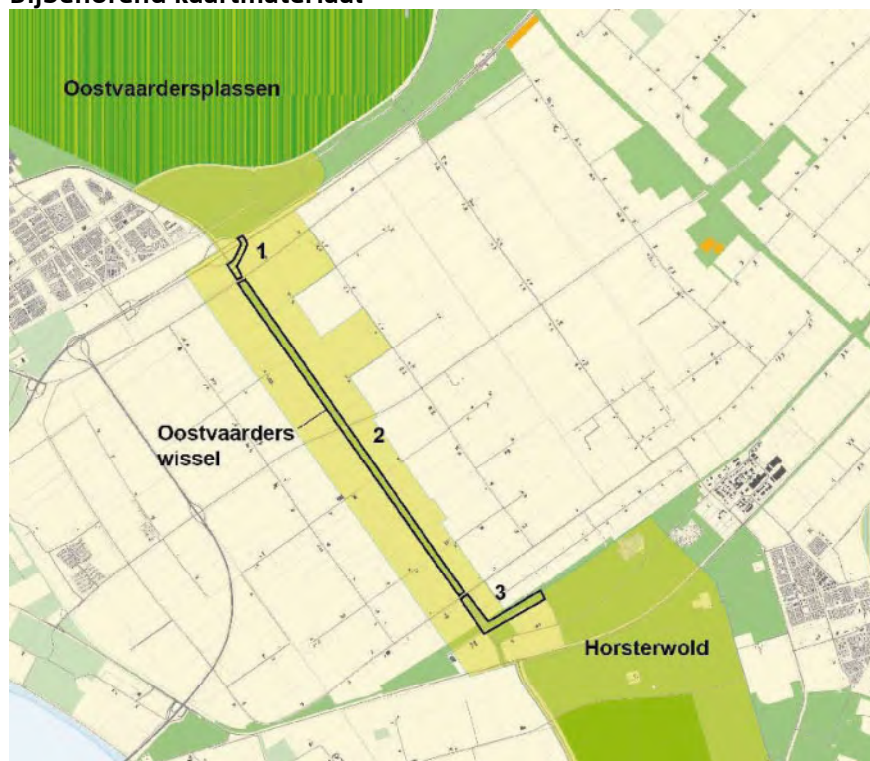 Bijbehorend kaartmateriaal
Oostvaardersplassen
1
Oostvaarders
wissel
2
3
Horsterwold